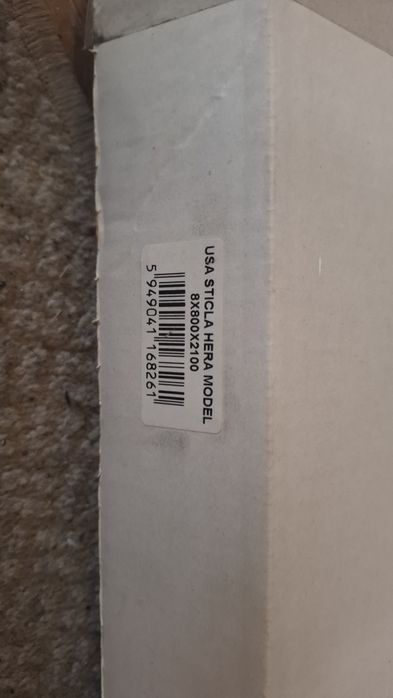 USA STICLA HERA MODEL
8X800X2100
5 949041 168261